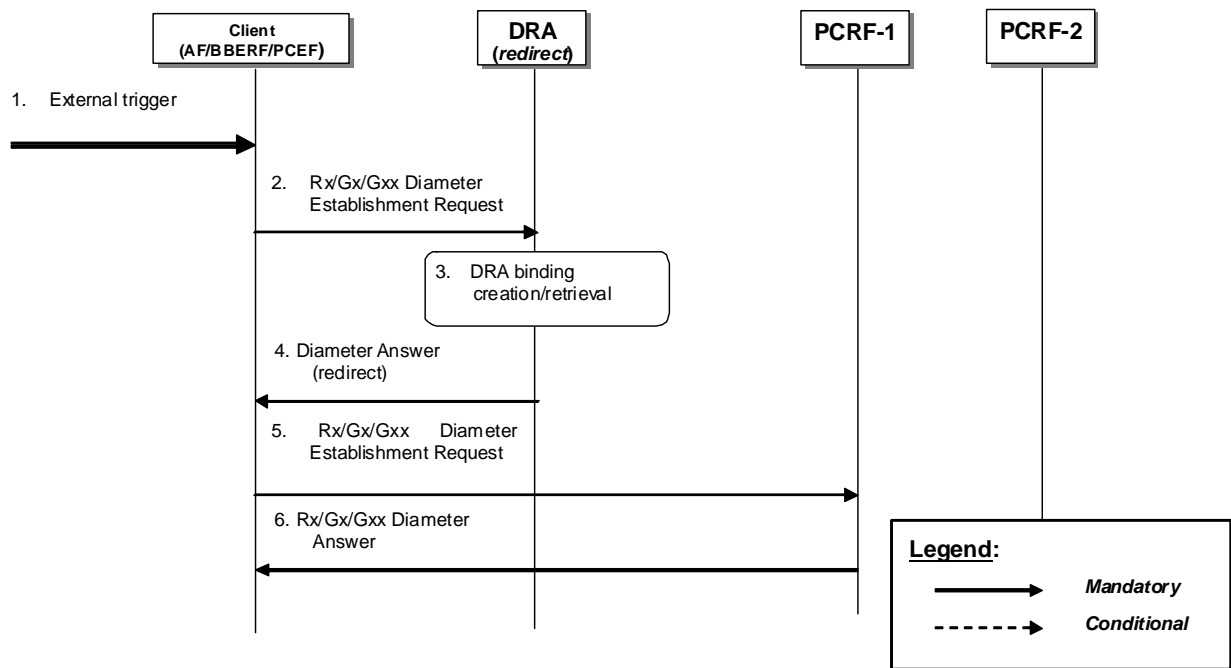 Client
(AF/BBERF/PCEF)
DRA
(redirect)
PCRF-1
PCRF-2
1. External trigger
2. Rx/Gx/Gxx Diameter
Establishment Request
3. DRA binding
creation/retrieval
4. Diameter Answer
(redirect)
5. Rx/Gx/Gxx Diameter
Establishment Request
6. Rx/Gx/Gxx Diameter
Answer
Legend:
Mandatory
Conditional